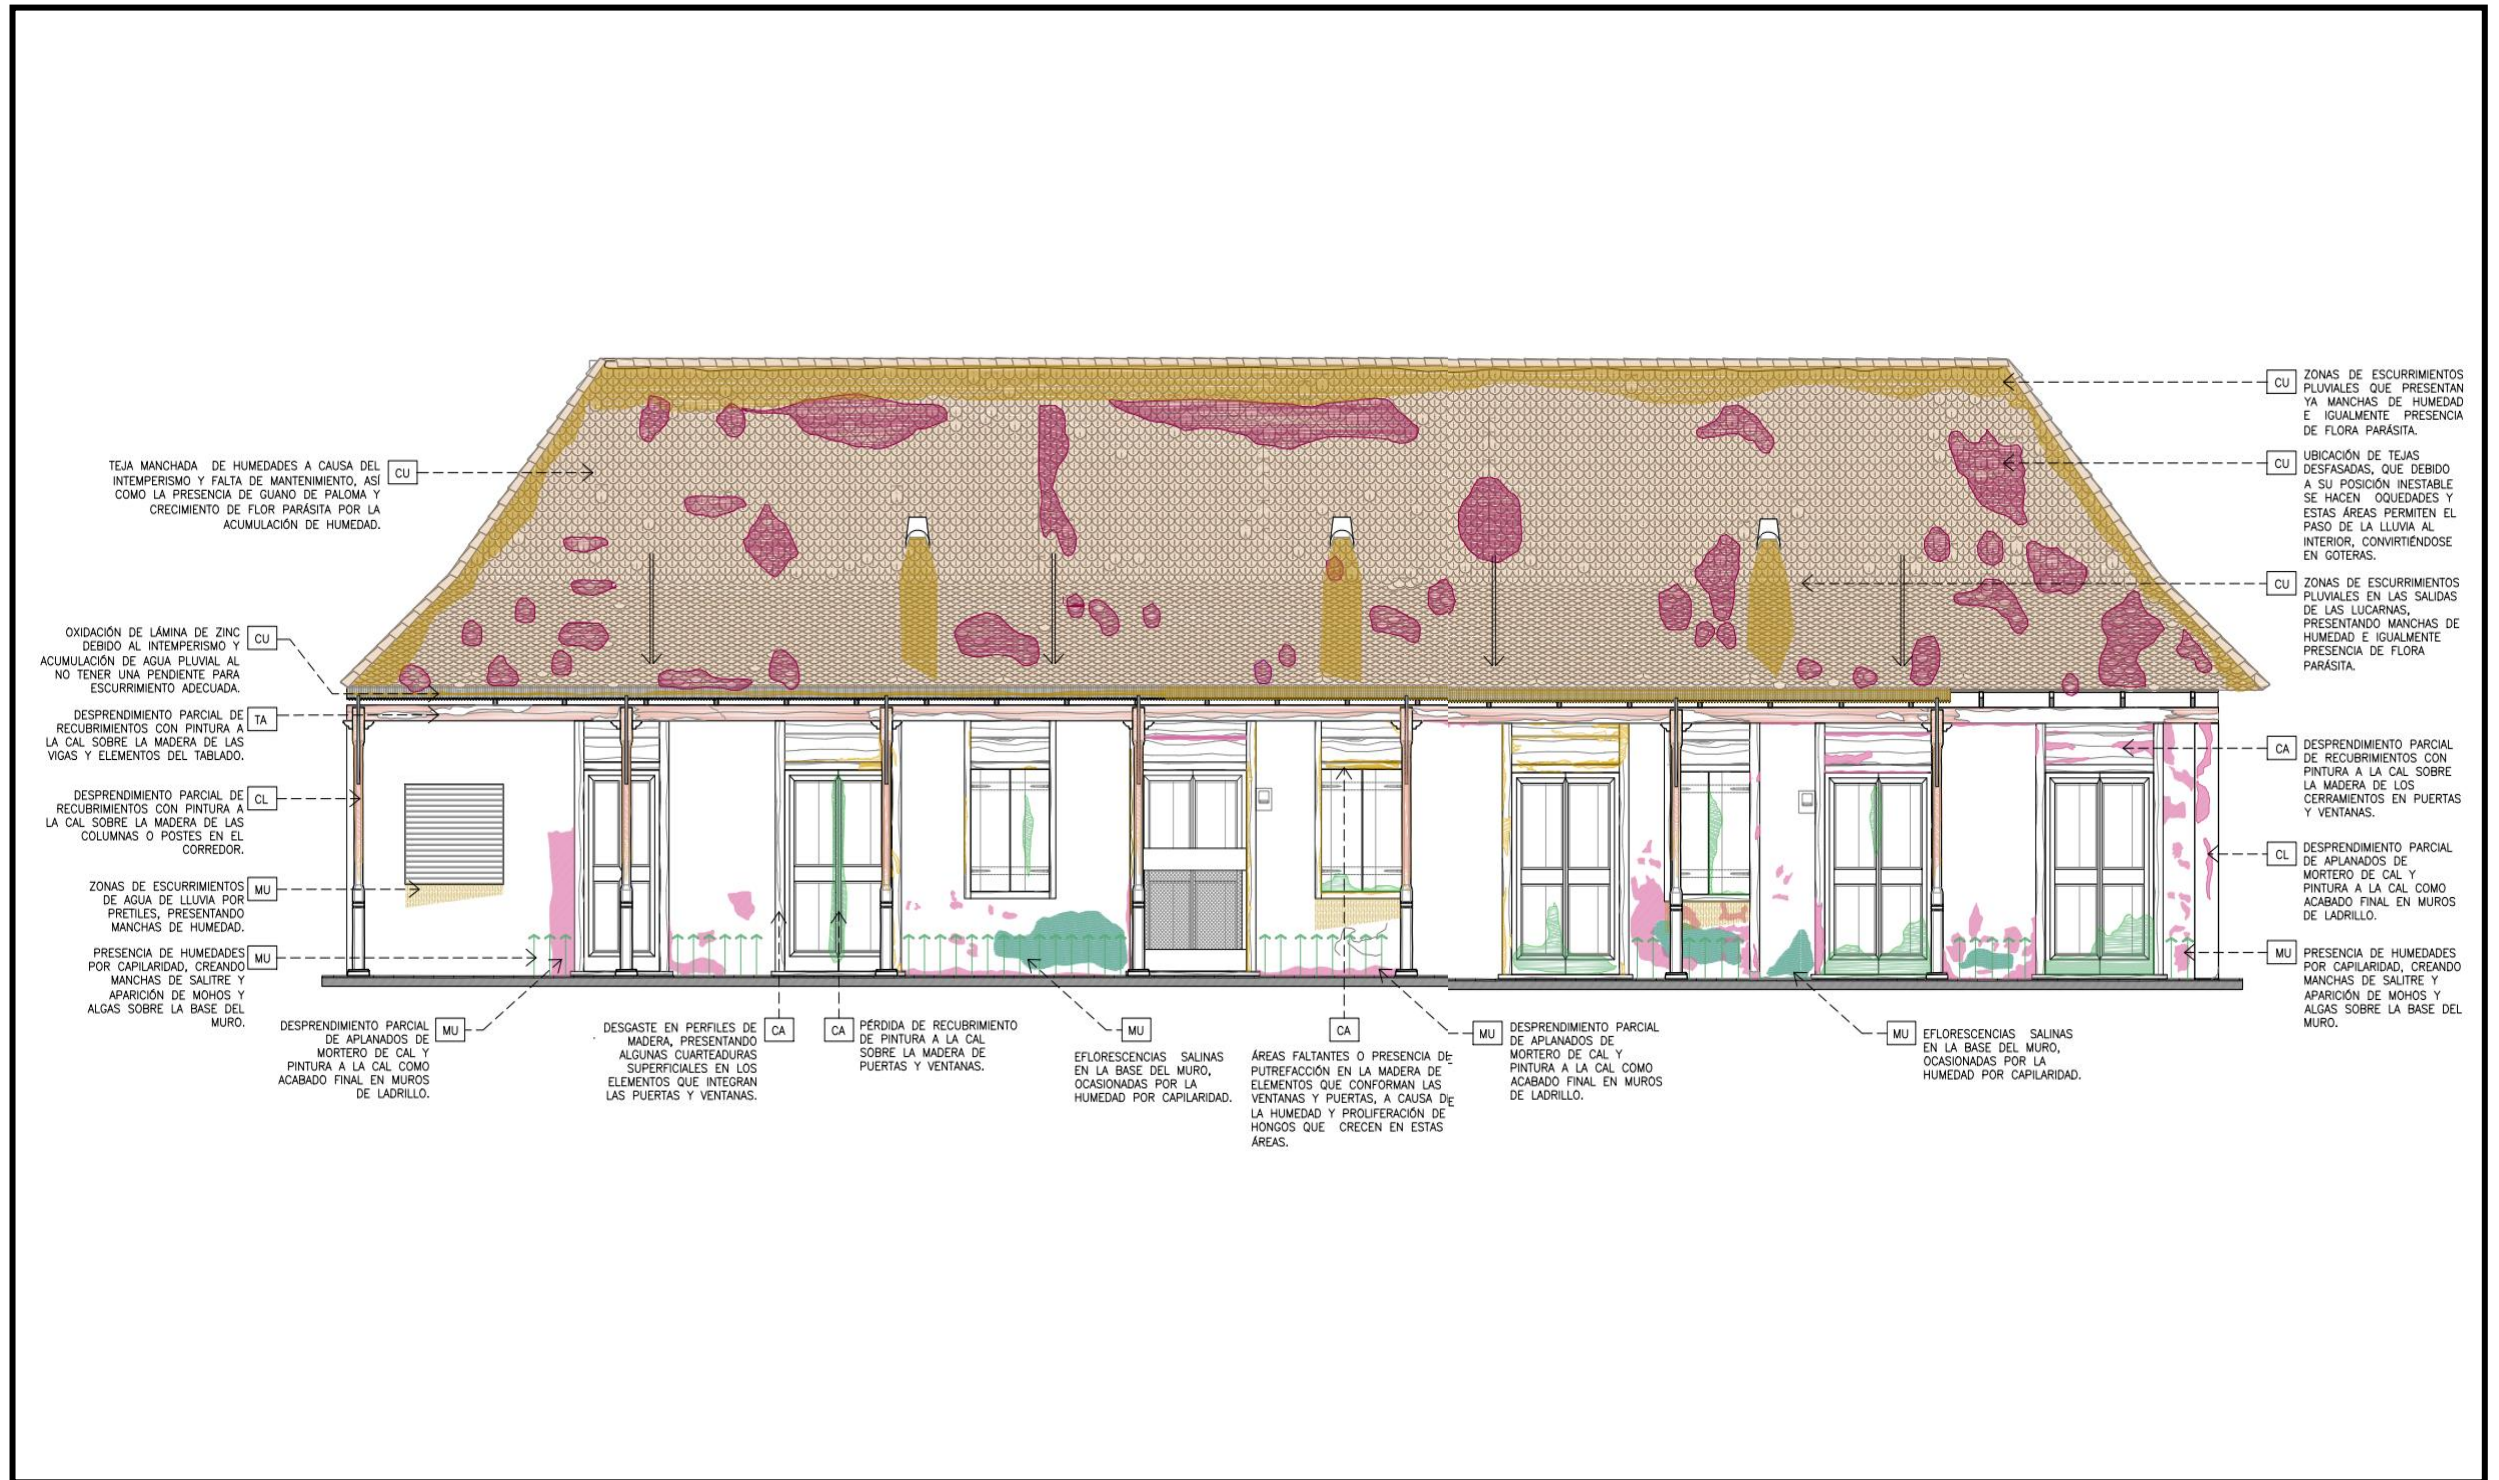 CU
TEJA MANCHADA DE HUMEDADES A CAUSA DEL
INTEMPERISMO Y FALTA DE MANTENIMIENTO, ASÍ
COMO LA PRESENCIA DE GUANO DE PALOMA Y
CRECIMIENTO DE FLOR PARÁSITA POR LA
ACUMULACIÓN DE HUMEDAD.
CU
OXIDACIÓN DE LÁMINA DE ZINC
DEBIDO AL INTEMPERISMO Y
ACUMULACIÓN DE AGUA PLUVIAL AL
NO TENER UNA PENDIENTE PARA
ESCURRIMIENTO ADECUADA.
TA
DESPRENDIMIENTO PARCIAL DE
RECUBRIMIENTOS CON PINTURA A
LA CAL SOBRE LA MADERA DE LAS
VIGAS Y ELEMENTOS DEL TABLADO.
CL
DESPRENDIMIENTO PARCIAL DE
RECUBRIMIENTOS CON PINTURA A
LA CAL SOBRE LA MADERA DE LAS
COLUMNAS O POSTES EN EL
CORREDOR.
MU
ZONAS DE ESCURRIMIENTOS
DE AGUA DE LLUVIA POR
PRETILES, PRESENTANDO
MANCHAS DE HUMEDAD.
MU
PRESENCIA DE HUMEDADES
POR CAPILARIDAD, CREANDO
MANCHAS DE SALITRE Y
APARICIÓN DE MOHOS Y
ALGAS SOBRE LA BASE DEL
MURO.
MU
DESPRENDIMIENTO PARCIAL
DE APLANADOS DE
MORTERO DE CAL Y
PINTURA A LA CAL COMO
ACABADO FINAL EN MUROS
DE LADRILLO.
CA
DESGASTE EN PERFILES DE
MADERA, PRESENTANDO
ALGUNAS CUARTEADURAS
SUPERFICIALES EN LOS
ELEMENTOS QUE INTEGRAN
LAS PUERTAS Y VENTANAS.
CA
PÉRDIDA DE RECUBRIMIENTO
DE PINTURA A LA CAL
SOBRE LA MADERA DE
PUERTAS Y VENTANAS.
MU
EFLORESCENCIAS SALINAS
EN LA BASE DEL MURO,
OCASIONADAS POR LA
HUMEDAD POR CAPILARIDAD.
CA
ÁREAS FALTANTES O PRESENCIA DE
PUTREFACCIÓN EN LA MADERA DE
ELEMENTOS QUE CONFORMAN LAS
VENTANAS Y PUERTAS, A CAUSA DE
LA HUMEDAD Y PROLIFERACIÓN DE
HONGOS QUE CRECEN EN ESTAS
ÁREAS.
MU
DESPRENDIMIENTO PARCIAL
DE APLANADOS DE
MORTERO DE CAL Y
PINTURA A LA CAL COMO
ACABADO FINAL EN MUROS
DE LADRILLO.
MU
EFLORESCENCIAS SALINAS
EN LA BASE DEL MURO,
OCASIONADAS POR LA
HUMEDAD POR CAPILARIDAD.
CU
ZONAS DE ESCURRIMIENTOS
PLUVIALES QUE PRESENTAN
YA MANCHAS DE HUMEDAD
E IGUALMENTE PRESENCIA
DE FLORA PARÁSITA.
CU
UBICACIÓN DE TEJAS
DESFASADAS, QUE DEBIDO
A SU POSICIÓN INESTABLE
SE HACEN OQUEDADES Y
ESTAS ÁREAS PERMITEN EL
PASO DE LA LLUVIA AL
INTERIOR, CONVIRTIÉNDOSE
EN GOTERAS.
CU
ZONAS DE ESCURRIMIENTOS
PLUVIALES EN LAS SALIDAS
DE LAS LUCARNAS,
PRESENTANDO MANCHAS DE
HUMEDAD E IGUALMENTE
PRESENCIA DE FLORA
PARÁSITA.
CA
DESPRENDIMIENTO PARCIAL
DE RECUBRIMIENTOS CON
PINTURA A LA CAL SOBRE
LA MADERA DE LOS
CERRAMIENTOS EN PUERTAS
Y VENTANAS.
CL
DESPRENDIMIENTO PARCIAL
DE APLANADOS DE
MORTERO DE CAL Y
PINTURA A LA CAL COMO
ACABADO FINAL EN MUROS
DE LADRILLO.
MU
PRESENCIA DE HUMEDADES
POR CAPILARIDAD, CREANDO
MANCHAS DE SALITRE Y
APARICIÓN DE MOHOS Y
ALGAS SOBRE LA BASE DEL
MURO.